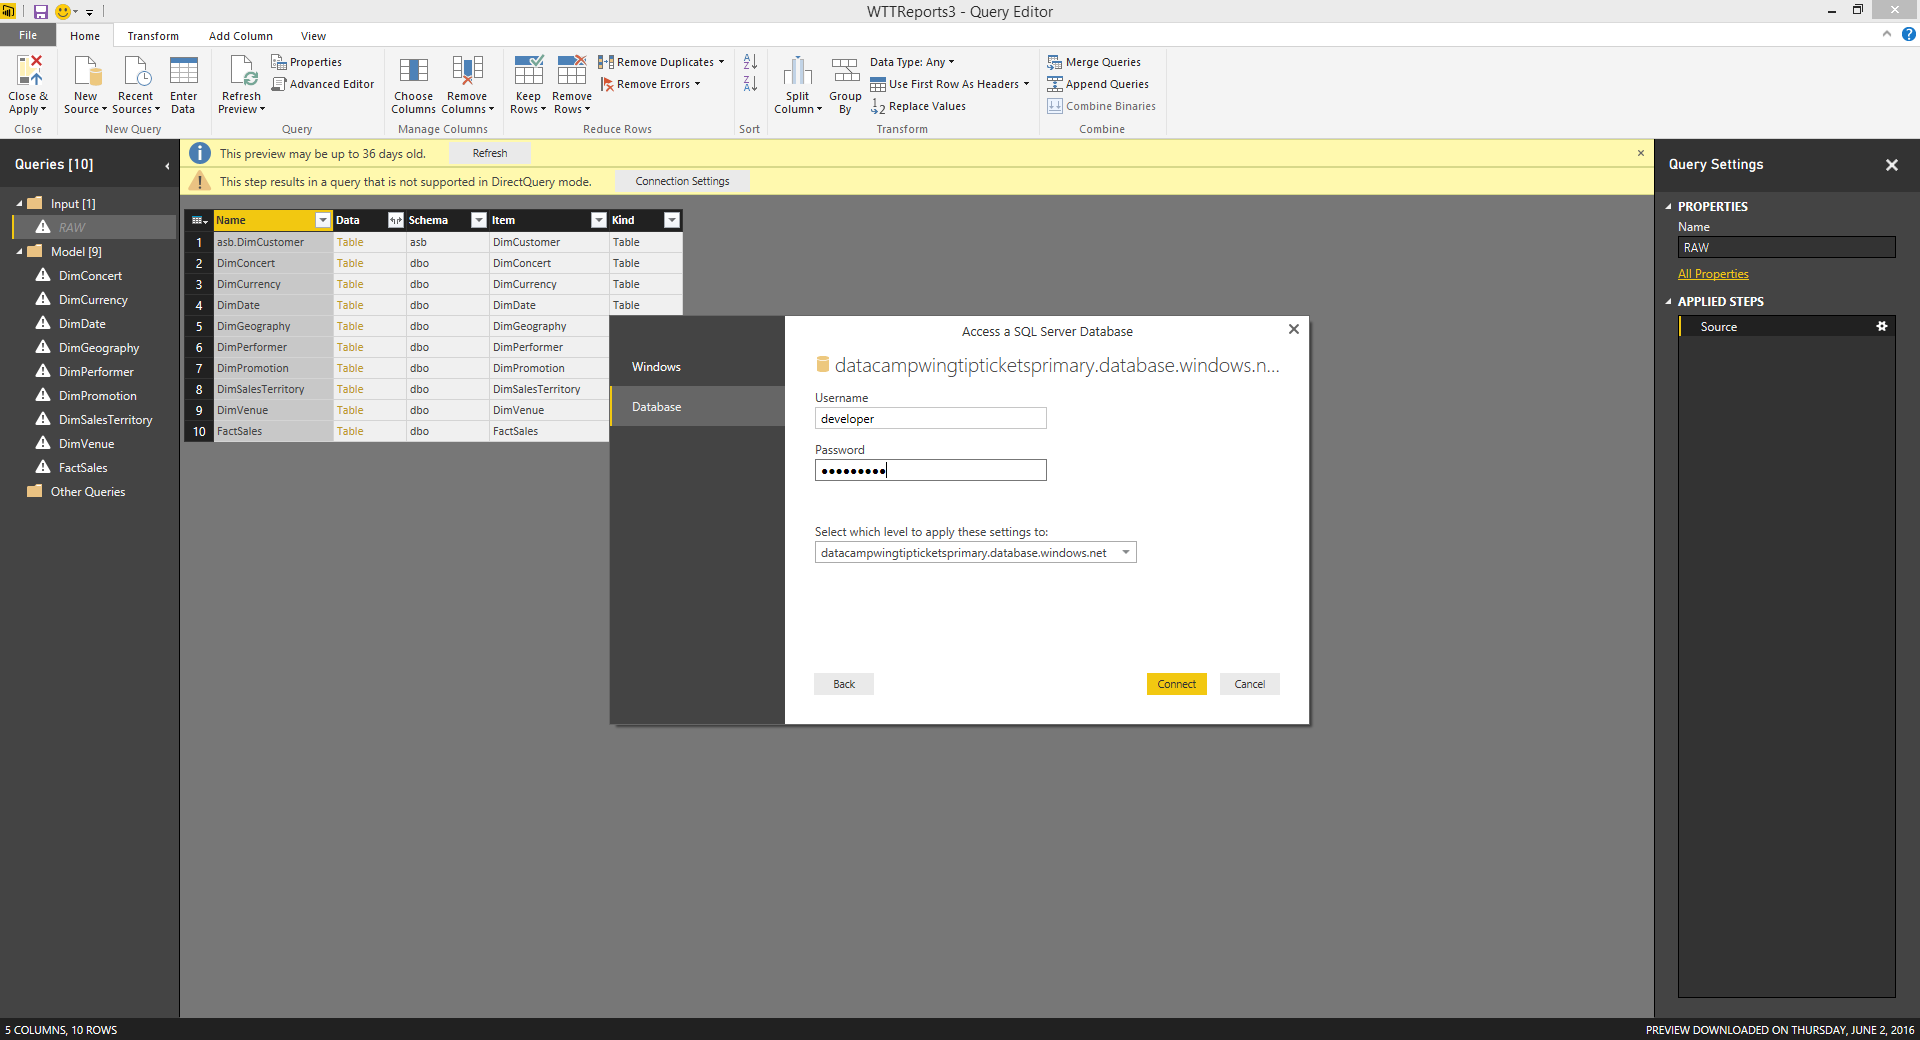 WTTReports3 - Query Editor
File Home Transform Add Column View
Close & Apply
New Source
Recent Sources
Enter Data
Refresh Preview
Properties
Advanced Editor
Choose Columns
Remove Columns
Keep Rows
Remove Rows
Remove Duplicates
Remove Errors
Split Column
Group By
Data Type: Any
Use First Row As Headers
Replace Values
Merge Queries
Append Queries
Combine Binaries
Close New Query Query Manage Columns Reduce Rows Sort Transform Combine
Queries [10]
Input [1]
RAW
Model [9]
DimConcert
DimCurrency
DimDate
DimGeography
DimPerformer
DimPromotion
DimSalesTerritory
DimVenue
FactSales
Other Queries
This preview may be up to 36 days old. Refresh
This step results in a query that is not supported in DirectQuery mode. Connection Settings
Name Data Schema Item Kind
1 asb.DimCustomer Table asb DimCustomer Table
2 DimConcert Table dbo DimConcert Table
3 DimCurrency Table dbo DimCurrency Table
4 DimDate Table dbo DimDate Table
5 DimGeography Table dbo DimGeography
6 DimPerformer Table dbo DimPerformer
7 DimPromotion Table dbo DimPromotion
8 DimSalesTerritory Table dbo DimSalesTerritory
9 DimVenue Table dbo DimVenue
10 FactSales Table dbo FactSales
Windows
Database
Access a SQL Server Database
datacampwingtipticketsprimary.database.windows.n...
Username
developer
Password
Select which level to apply these settings to:
datacampwingtipticketsprimary.database.windows.net
Back Connect Cancel
Query Settings
PROPERTIES
Name
RAW
All Properties
APPLIED STEPS
Source
5 COLUMNS, 10 ROWS
PREVIEW DOWNLOADED ON THURSDAY, JUNE 2, 2016